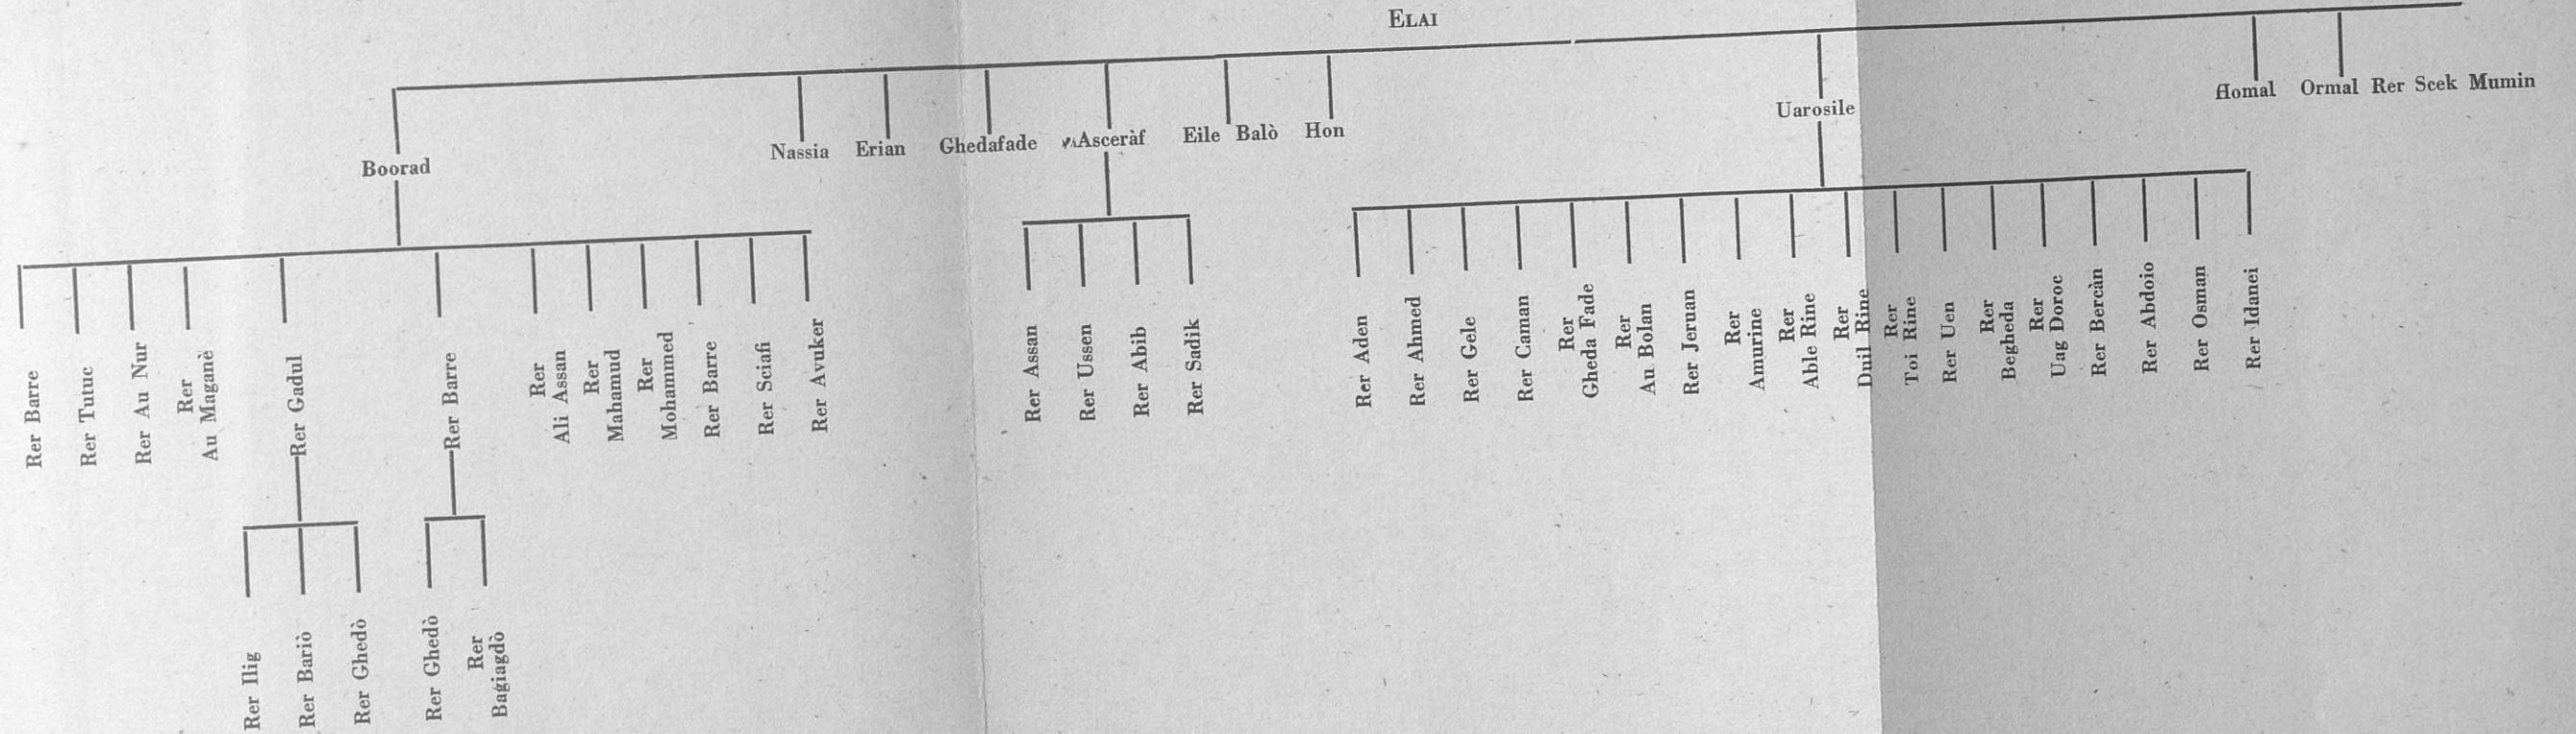 ELAI
Boorad
Nassia
Erian
Ghedafade
Asceràf
Eile Balò
Hon
Uarosile
Homal
Ormal
Rer Scek Mumin
Rer Barre
Rer Tutuc
Rer Au Nur
Rer
Au Maganè
Rer Gadul
Rer Barre
Rer
Ali Assan
Rer
Mahamud
Rer
Mohammed
Rer Barre
Rer Sciafi
Rer Avuker
Rer Assan
Rer Ussen
Rer Abib
Rer Sadik
Rer Aden
Rer Ahmed
Rer Gele
Rer Caman
Rer
Gheda Fade
Rer
Au Bolan
Rer Jeruan
Rer
Amurine
Rer
Able Rine
Rer
Duil Rine
Rer
Toi Rine
Rer Uen
Rer
Begheda
Rer
Uag Doroc
Rer Bercàn
Rer Abdoio
Rer Osman
Rer Idanei
Rer Ilig
Rer Bariò
Rer Ghedò
Rer Ghedò
Rer
Bagiagdò